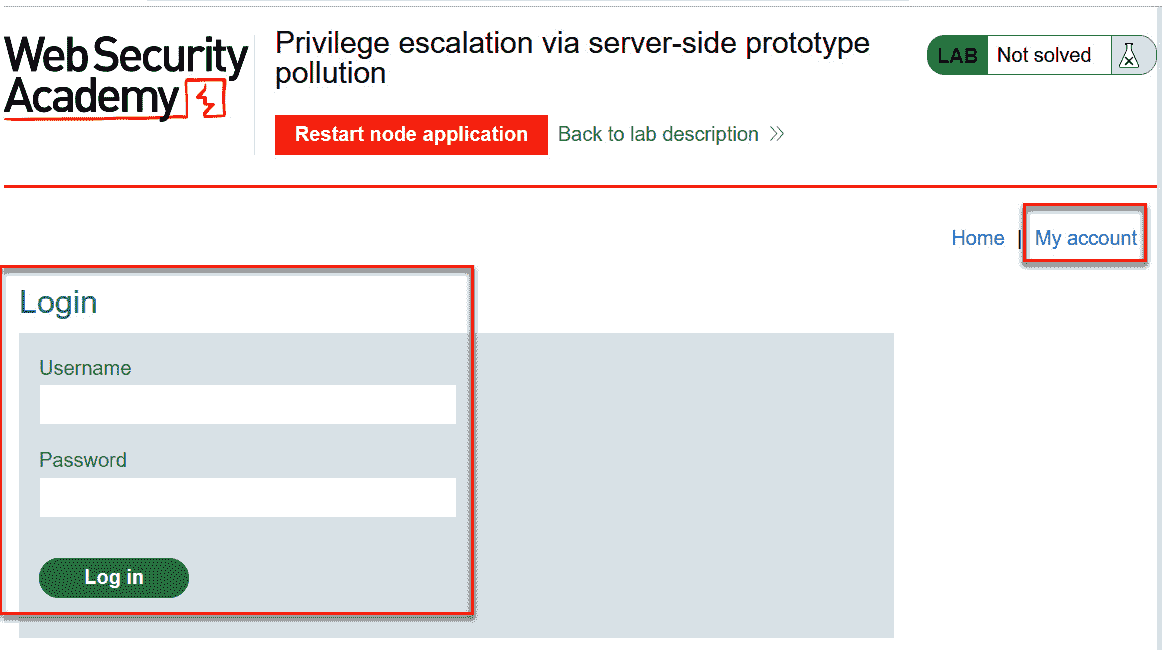 Web Security
Academy
Privilege escalation via server-side prototype
pollution
LAB Not solved
Restart node application Back to lab description
Home | My account
Login
Username
Password
Log in